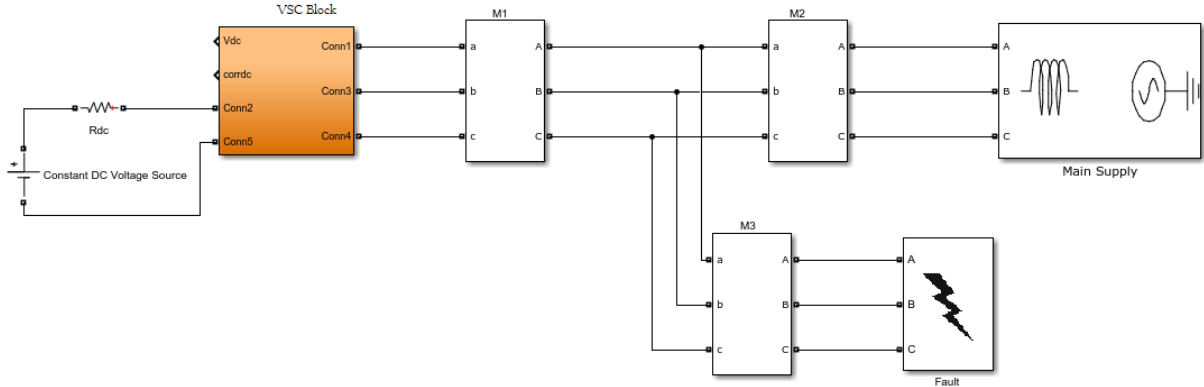 VSC Block
M1
M2
Vdc
corrdc
Conn2
Conn5
Conn1
Conn3
Conn4
a
b
c
A
B
C
a
b
c
A
B
C
A
B
C
Main Supply
Rdc
+
Constant DC Voltage Source
M3
a
b
c
A
B
C
A
B
C
Fault